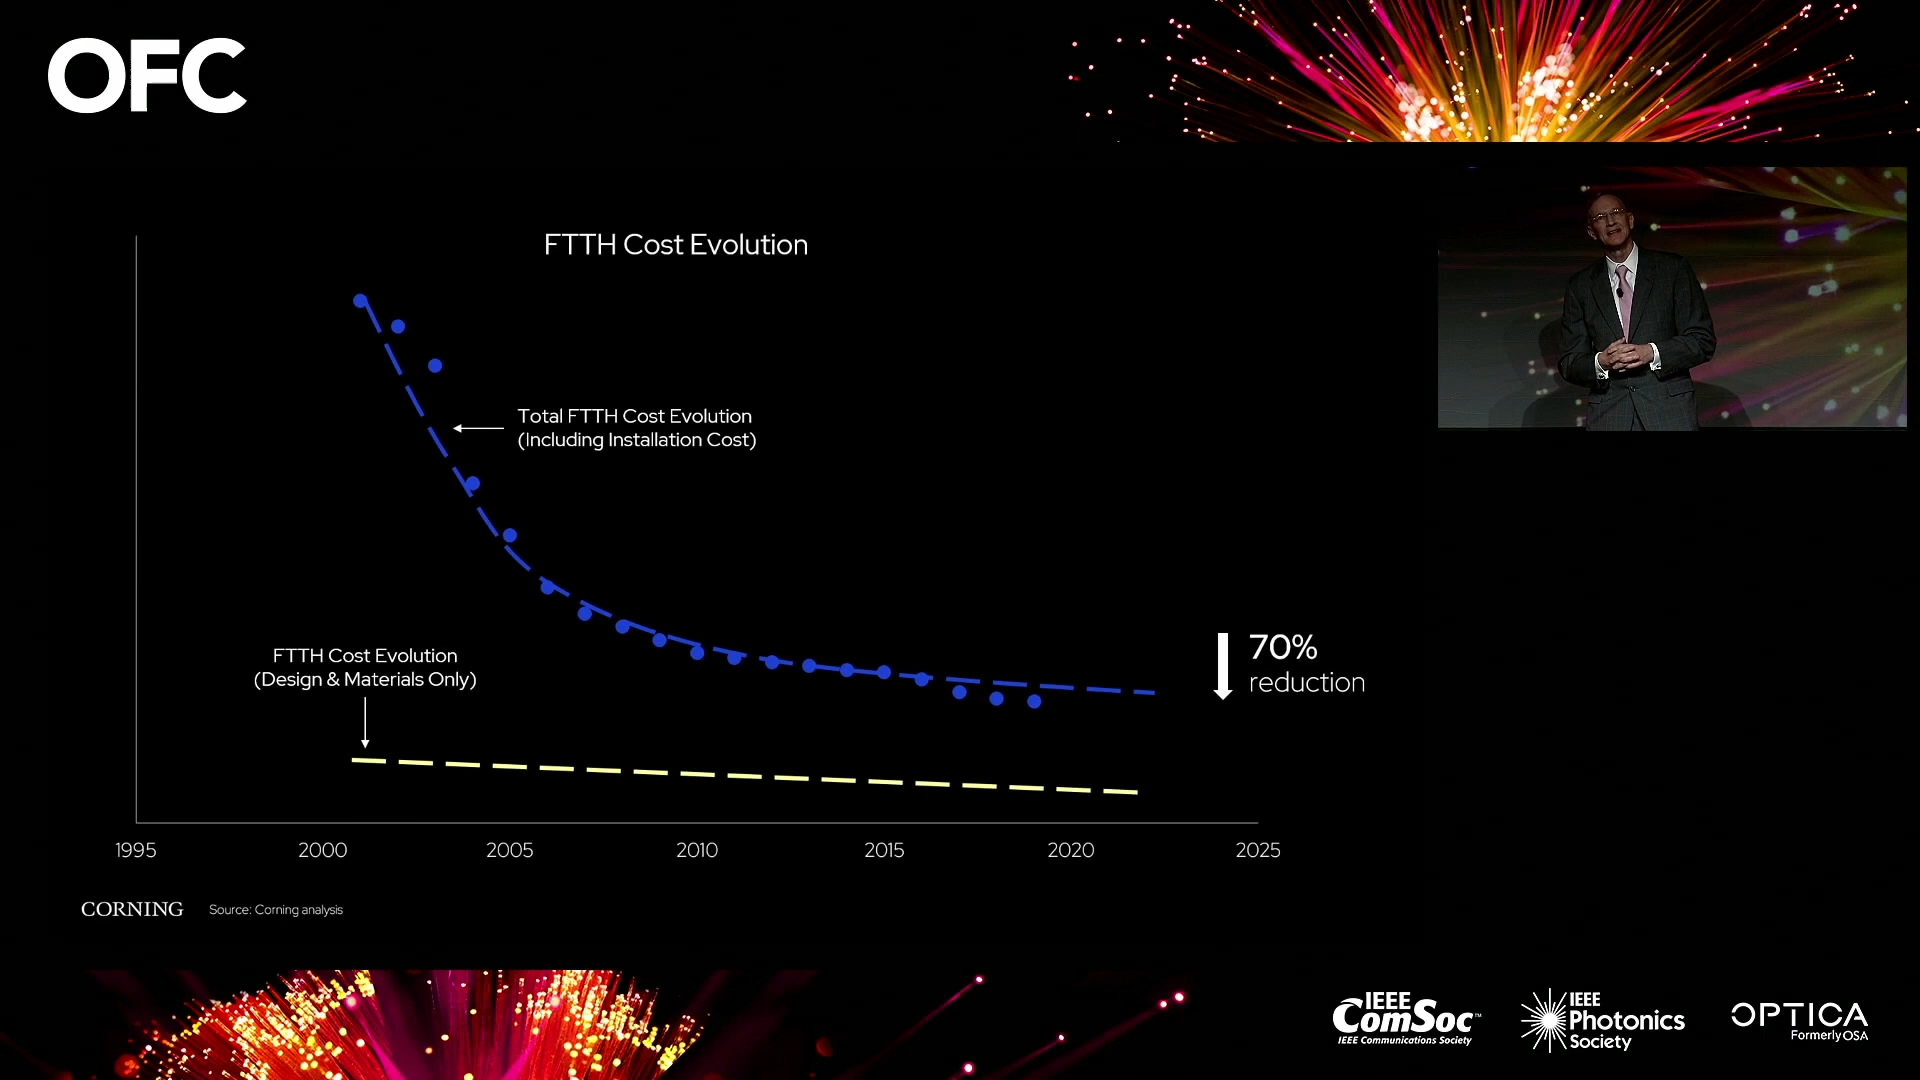 OFC
FTTH Cost Evolution
Total FTTH Cost Evolution
(Including Installation Cost)
FTTH Cost Evolution
(Design & Materials Only)
70%
reduction
1995 2000 2005 2010 2015 2020 2025
CORNING Source: Corning analysis
IEEE
ComSoc™
IEEE Communications Society
IEEE
Photonics
Society
OPTICA
Formerly OSA